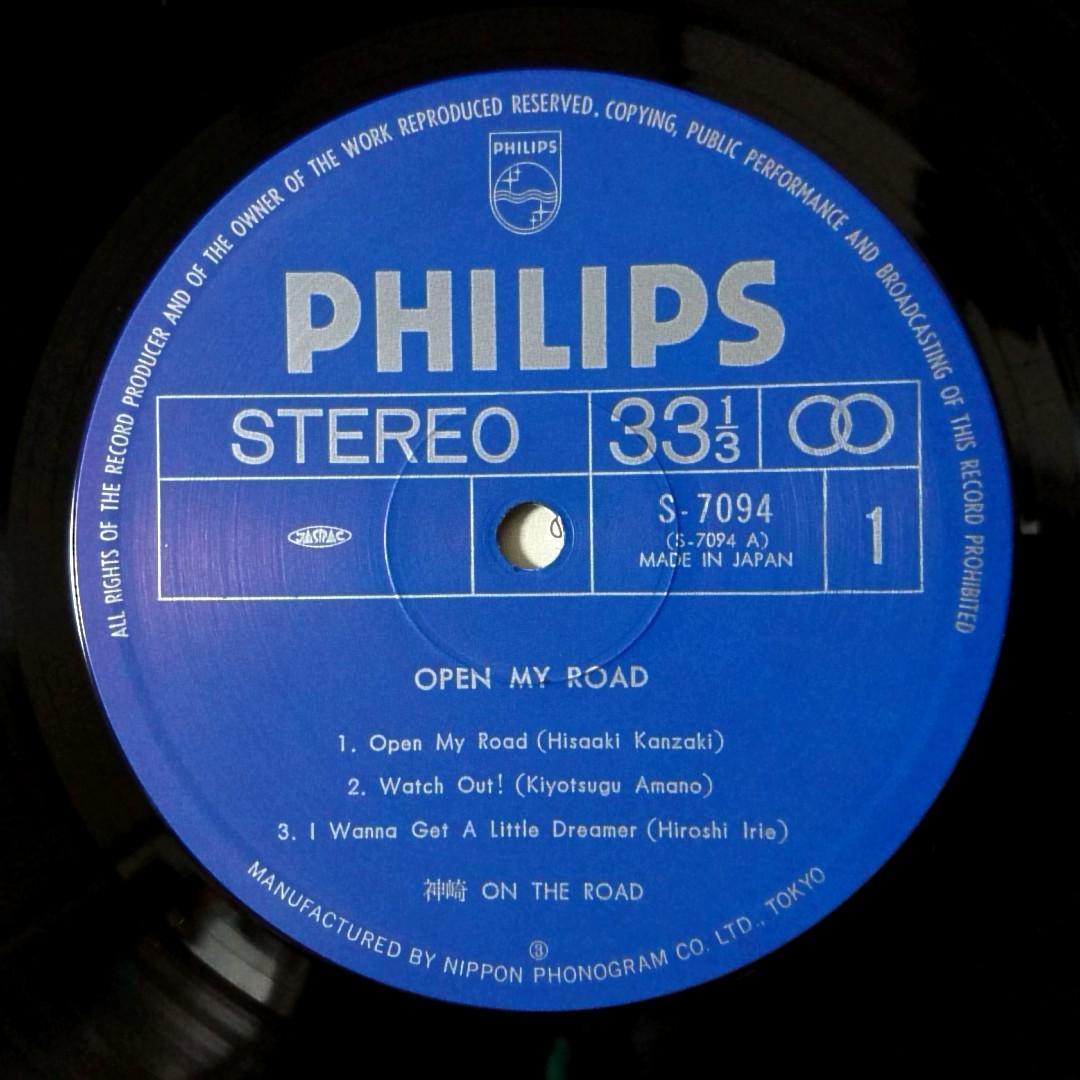 ALL RIGHTS OF THE RECORD PRODUCER AND OF THE OWNER OF THE WORK REPRODUCED RESERVED. COPYING, PUBLIC PERFORMANCE AND BROADCASTING OF THIS RECORD PROHIBITED
PHILIPS
PHILIPS
STEREO 33 1/3
JASRAC
S-7094
(S-7094 A)
MADE IN JAPAN
1
OPEN MY ROAD
1. Open My Road (Hisaaki Kanzaki)
2. Watch Out! (Kiyotsugu Amano)
3. I Wanna Get A Little Dreamer (Hiroshi Irie)
神崎 ON THE ROAD
③
MANUFACTURED BY NIPPON PHONOGRAM CO. LTD., TOKYO